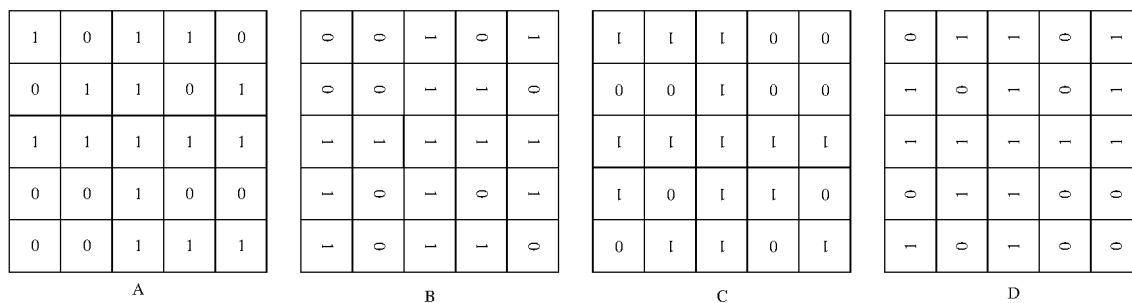 1 0 1 1 0 0 0 1 0 1 1 1 1 0 0 0 1 1 0 1
0 1 1 0 1 0 0 1 1 0 0 0 1 0 0 1 0 1 0 1
1 1 1 1 1 1 1 1 1 1 1 1 1 1 1 1 1 1 1 1
0 0 1 0 0 1 0 1 0 1 1 0 1 1 0 0 1 1 0 0
0 0 1 1 1 1 0 1 1 0 0 1 1 0 1 1 0 1 0 0
A B C D